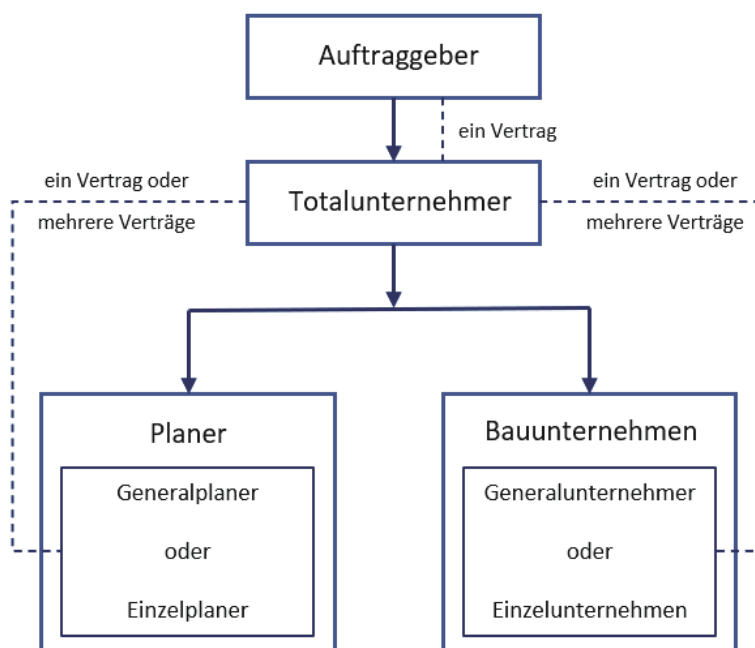 Auftraggeber
ein Vertrag
ein Vertrag oder
mehrere Verträge
Totalunternehmer
ein Vertrag oder
mehrere Verträge
Planer
Generalplaner
oder
Einzelplaner
Bauunternehmen
Generalunternehmer
oder
Einzelunternehmen